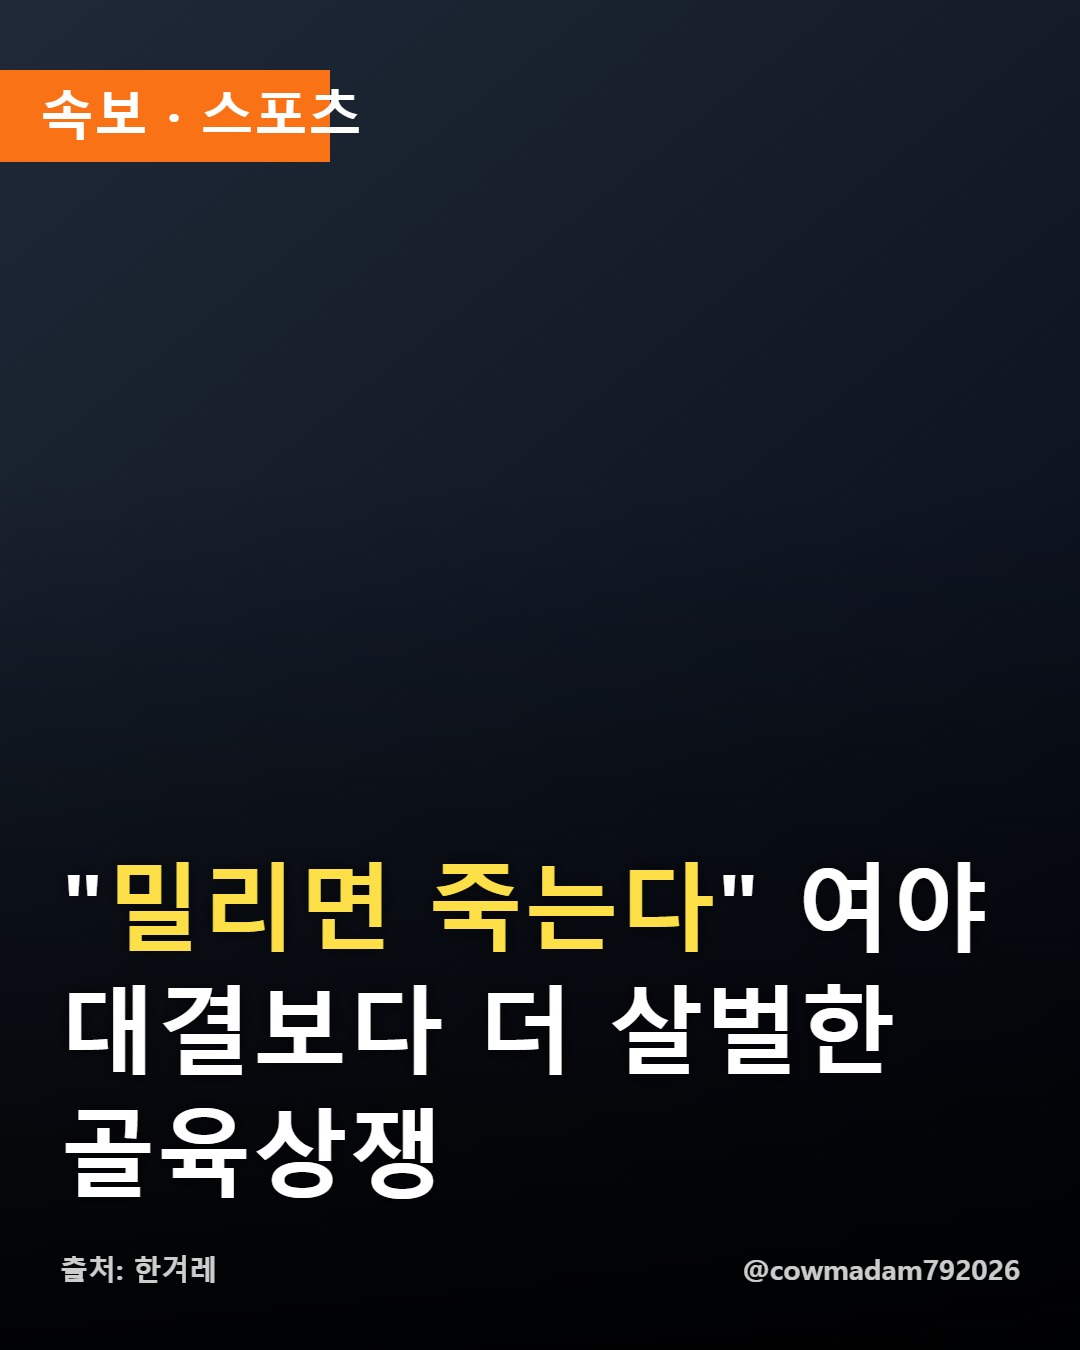 속보 · 스포츠
"밀리면 죽는다" 여야
대결보다 더 살벌한
골육상쟁
출처: 한겨레
@cowmadam792026